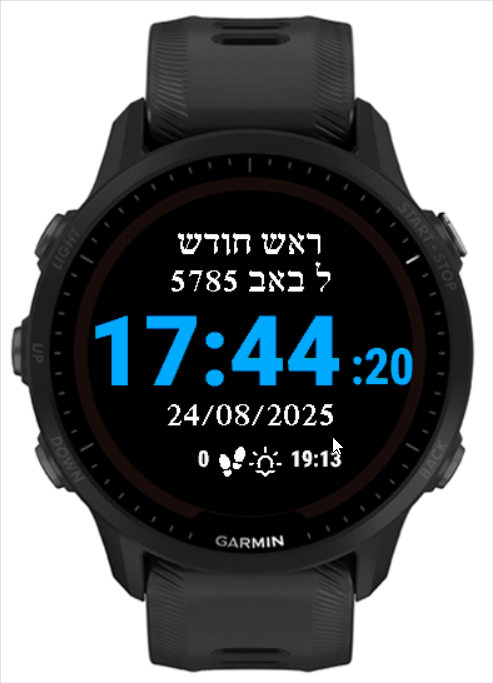 LIGHT
START - STOP
ראש חודש
ל באב 5785
17:44:20
UP
24/08/2025
0 19:13
DOWN
BACK
GARMIN